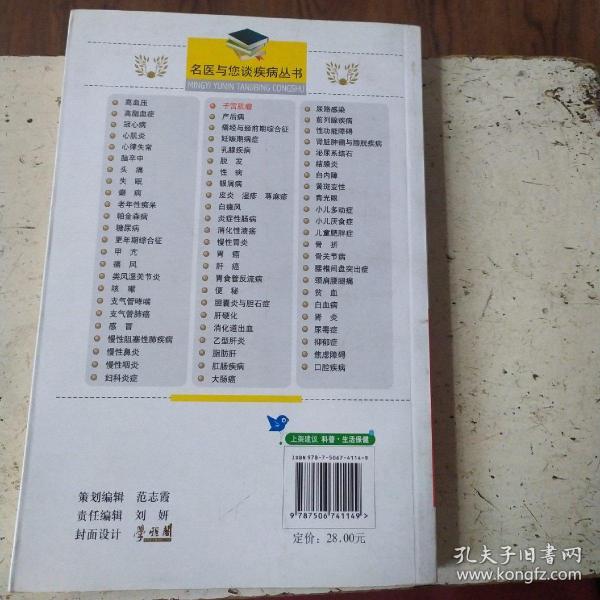 名医与您谈疾病丛书
MINGYI YUNIN TANJIBING CONGSHU
高血压
高脂血症
冠心病
心肌炎
心律失常
脑卒中
头痛
失眠
癫痫
老年性痴呆
帕金森病
糖尿病
更年期综合征
甲亢
痛风
类风湿关节炎
咳嗽
支气管哮喘
支气管肺癌
感冒
慢性阻塞性肺疾病
慢性鼻炎
慢性咽炎
妇科炎症
子宫肌瘤
产后病
痛经与经前期综合征
妊娠期病症
乳腺疾病
脱发
性病
银屑病
皮炎 湿疹 荨麻疹
白癜风
炎症性肠病
消化性溃疡
慢性胃炎
胃癌
肝癌
胃食管反流病
便秘
胆囊炎与胆石症
肝硬化
消化道出血
乙型肝炎
脂肪肝
肛肠疾病
大肠癌
尿路感染
前列腺疾病
性功能障碍
肾脏肿瘤与膀胱疾病
泌尿系结石
结膜炎
白内障
黄斑变性
青光眼
小儿多动症
小儿厌食症
儿童肥胖症
骨折
骨关节病
腰椎间盘突出症
颈肩腰腿痛
贫血
白血病
肾炎
尿毒症
抑郁症
焦虑障碍
口腔疾病
上架建议 科普·生活保健
ISBN 978-7-5067-4114-9
9 787506 741149 >
定价：28.00元
策划编辑 范志霞
责任编辑 刘妍
封面设计
孔夫子旧书网
www.kongfz.com